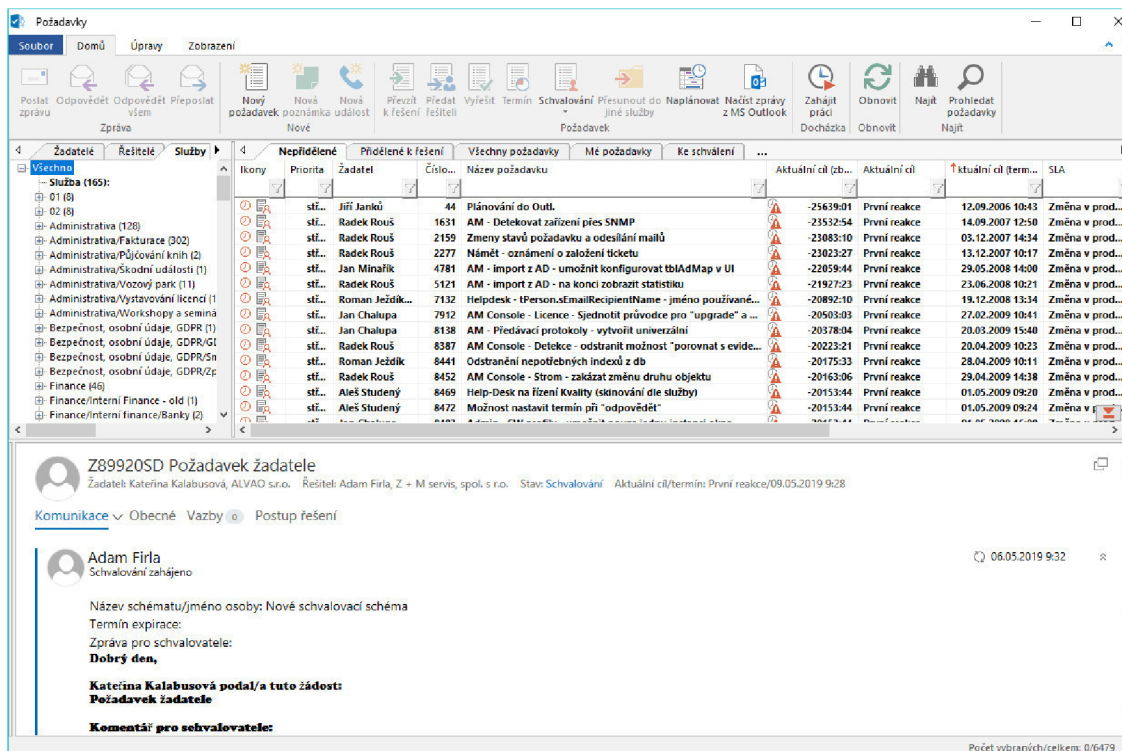 Požadavky
Soubor Domů Úpravy Zobrazení
Poslat zprávu Odpovědět Odpovědět všem Přeposlat Nový požadavek Nová poznámka Nová událost Převzít k řešení Předat řešiteli Vyřešit Termín Schvalování Přesunout do jiné služby Naplánovat Načíst zprávy z MS Outlook Zahájit práci Obnovit Najít Prohledat požadavky
Zpráva Nové Požadavek Docházka Obnovit Najít
Žadatelé Řešitelé Služby
Všechno
Služba (165):
01 (8)
02 (8)
Administrativa (128)
Administrativa/Fakturace (302)
Administrativa/Půjčování knih (2)
Administrativa/Škodní události (1)
Administrativa/Vozový park (11)
Administrativa/Vystavování licencí (1
Administrativa/Workshopy a seminá
Bezpečnost, osobní údaje, GDPR (1)
Bezpečnost, osobní údaje, GDPR/GD
Bezpečnost, osobní údaje, GDPR/Sm
Bezpečnost, osobní údaje, GDPR/Zp
Finance (46)
Finance/Interní Finance - old (1)
Finance/Interní finance/Banky (2)
Nepřidělené Přidělené k řešení Všechny požadavky Mé požadavky Ke schválení ...
Ikony Priorita Žadatel Číslo... Název požadavku Aktuální cíl (zb... Aktuální cíl ktuální cíl (term... SLA
stř... Jiří Janků 44 Plánování do Outl. -25639:01 První reakce 12.09.2006 10:43 Změna v prod...
stř... Radek Rouš 1631 AM - Detekovat zařízení přes SNMP -23532:54 První reakce 14.09.2007 12:50 Změna v prod...
stř... Radek Rouš 2159 Zmeny stavů požadavku a odesílání mailů -23083:10 První reakce 03.12.2007 14:34 Změna v prod...
stř... Radek Rouš 2277 Námět - oznámení o založení ticketu -23023:27 První reakce 13.12.2007 10:17 Změna v prod...
stř... Jan Minařík 4781 AM - import z AD - umožnit konfigurovat tblAdMap v UI -22059:44 První reakce 29.05.2008 14:00 Změna v prod...
stř... Radek Rouš 5121 AM - import z AD - na konci zobrazit statistiku -21927:23 První reakce 23.06.2008 10:21 Změna v prod...
stř... Roman Ježdík... 7132 Helpdesk - tPerson.sEmailRecipientName - jméno používané... -20892:10 První reakce 19.12.2008 13:34 Změna v prod...
stř... Jan Chalupa 7912 AM Console - Licence - Sjednotit průvodce pro "upgrade" a ... -20503:03 První reakce 27.02.2009 10:41 Změna v prod...
stř... Jan Chalupa 8138 AM - Předávací protokoly - vytvořit univerzální -20378:04 První reakce 20.03.2009 15:40 Změna v prod...
stř... Radek Rouš 8387 AM Console - Detekce - odstranit možnost "porovnat s evide... -20223:21 První reakce 20.04.2009 10:23 Změna v prod...
stř... Roman Ježdík 8441 Odstranění nepotřebných indexů z db -20175:33 První reakce 28.04.2009 10:11 Změna v prod...
stř... Radek Rouš 8452 AM Console - Strom - zakázat změnu druhu objektu -20163:06 První reakce 29.04.2009 14:38 Změna v prod...
stř... Aleš Studený 8469 Help-Desk na řízení Kvality (skinování dle služby) -20153:44 První reakce 01.05.2009 09:20 Změna v prod...
stř... Aleš Studený 8472 Možnost nastavit termín při "odpovědět" -20153:44 První reakce 01.05.2009 09:24 Změna v
Z89920SD Požadavek žadatele
Žadatel: Kateřina Kalabusová, ALVAO s.r.o. Řešitel: Adam Firla, Z + M servis, spol. s r.o. Stav: Schvalování Aktuální cíl/termín: První reakce/09.05.2019 9:28
Komunikace Obecné Vazby 0 Postup řešení
Adam Firla 06.05.2019 9:32
Schvalování zahájeno
Název schématu/jméno osoby: Nové schvalovací schéma
Termín expirace:
Zpráva pro schvalovatele:
Dobrý den,
Kateřina Kalabusová podal/a tuto žádost:
Požadavek žadatele
Komentář pro schvalovatele:
Počet vybraných/celkem: 0/6479